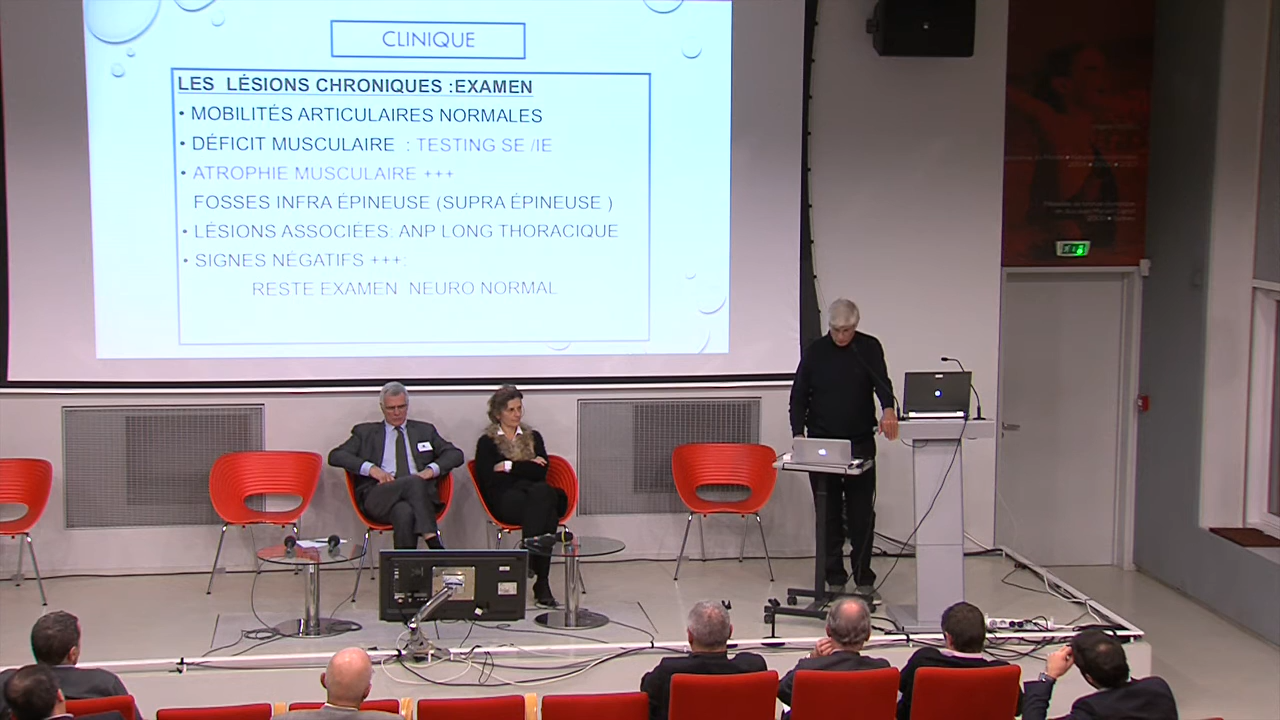 CLINIQUE
LES LÉSIONS CHRONIQUES :EXAMEN
• MOBILITÉS ARTICULAIRES NORMALES
• DÉFICIT MUSCULAIRE : TESTING SE /IE
• ATROPHIE MUSCULAIRE +++
FOSSES INFRA ÉPINEUSE (SUPRA ÉPINEUSE )
• LÉSIONS ASSOCIÉES: ANP LONG THORACIQUE
• SIGNES NÉGATIFS +++:
RESTE EXAMEN NEURO NORMAL